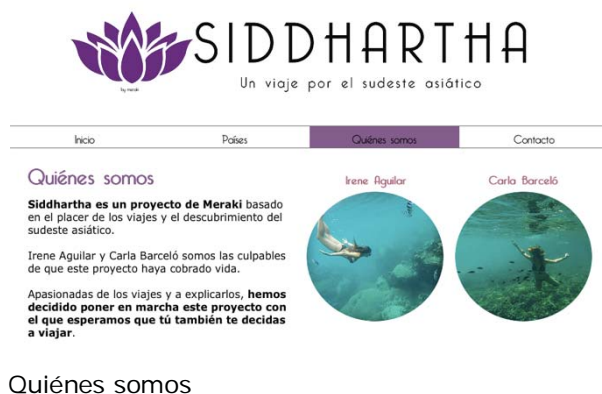 SIDDHARTHA
by meraki
Un viaje por el sudeste asiático
Inicio
Países
Quiénes somos
Contacto
Quiénes somos
Siddhartha es un proyecto de Meraki basado
en el placer de los viajes y el descubrimiento del
sudeste asiático.
Irene Aguilar y Carla Barceló somos las culpables
de que este proyecto haya cobrado vida.
Apasionadas de los viajes y a explicarlos, hemos
decidido poner en marcha este proyecto con
el que esperamos que tú también te decidas
a viajar.
Irene Aguilar
Carla Barceló
Quiénes somos